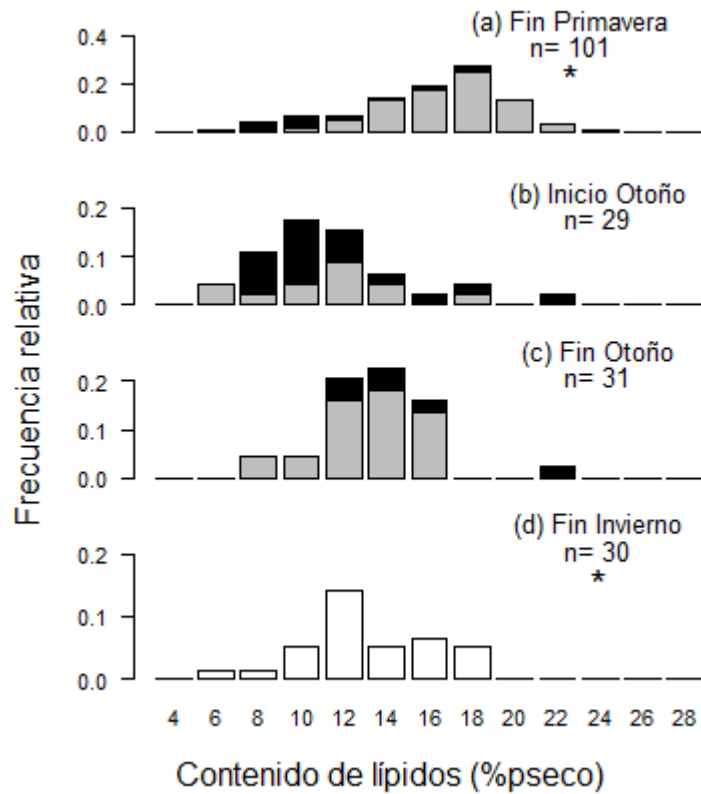 (a) Fin Primavera
n= 101
*
0.4
0.2
0.0
(b) Inicio Otoño
n= 29
0.2
0.1
0.0
(c) Fin Otoño
n= 31
0.2
0.1
0.0
(d) Fin Invierno
n= 30
*
0.2
0.1
0.0
4 6 8 10 12 14 16 18 20 22 24 26 28
Frecuencia relativa
Contenido de lípidos (%pseco)